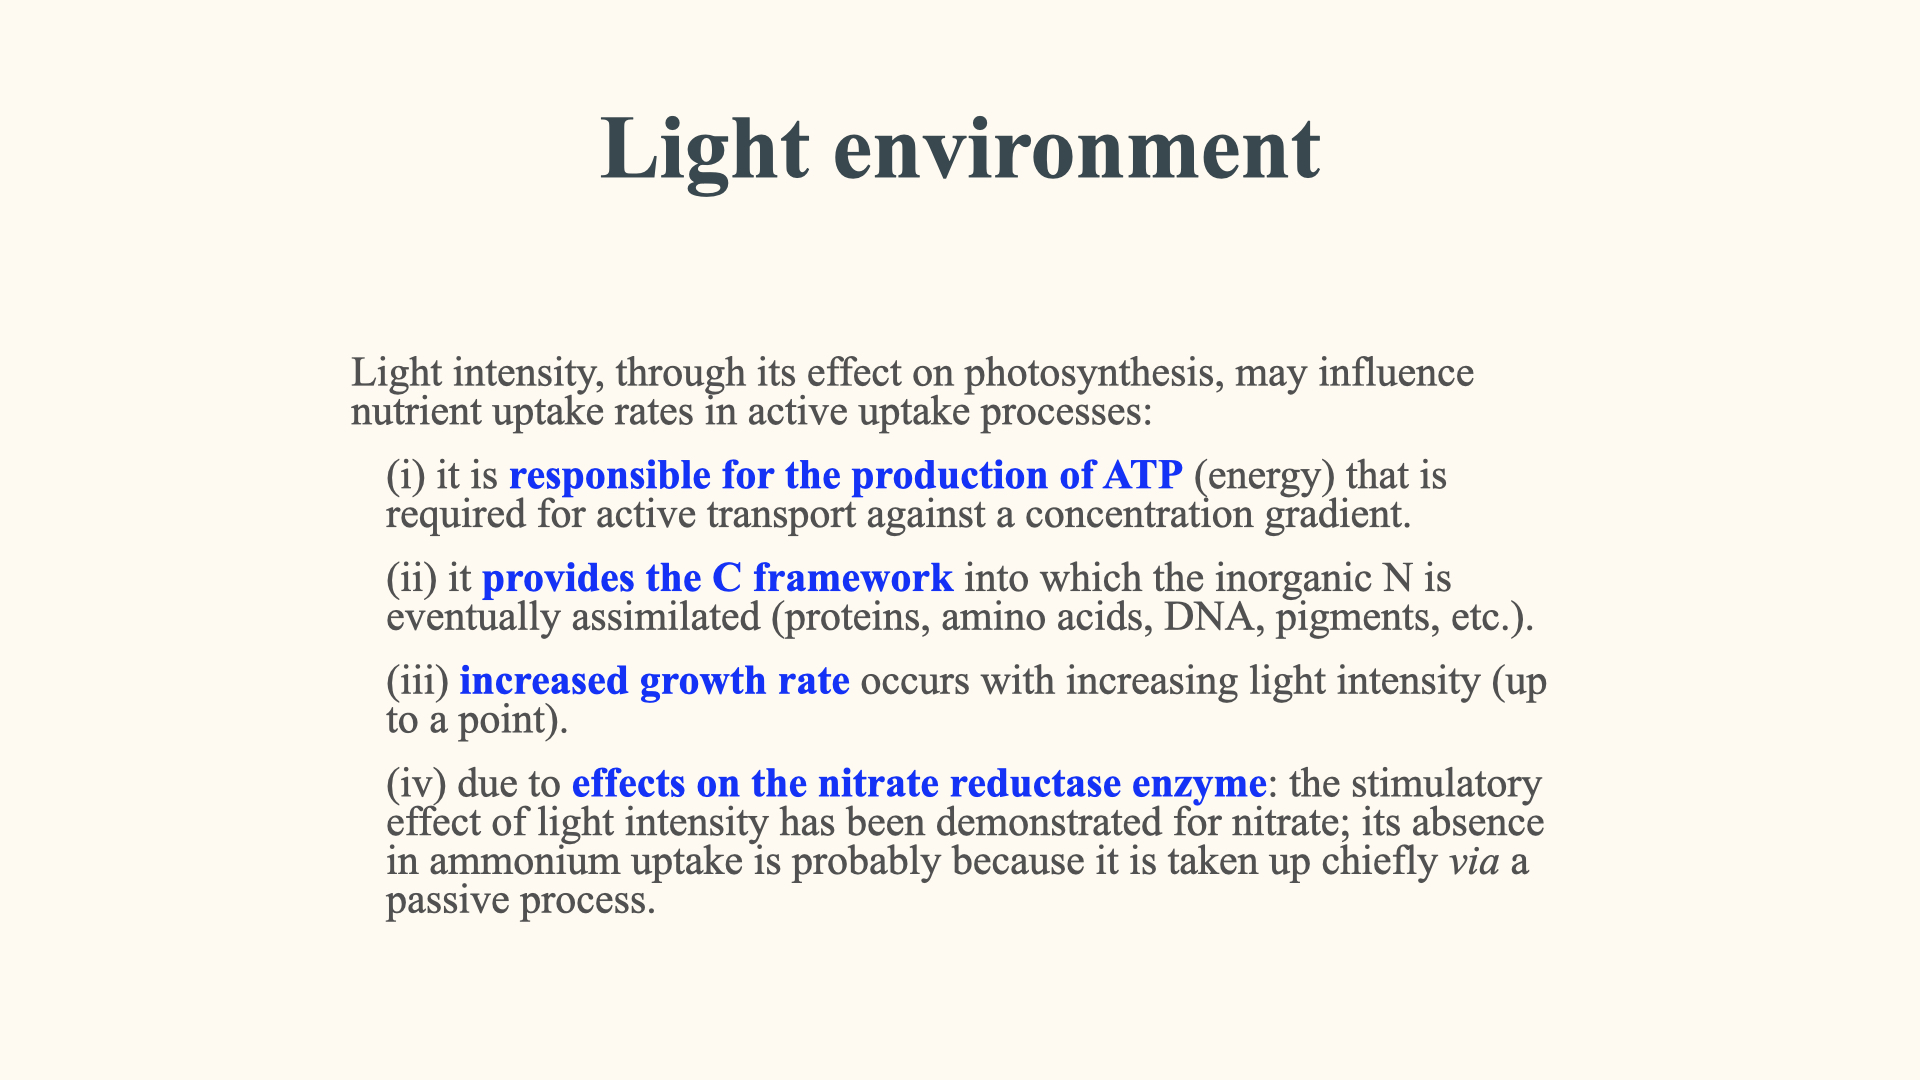 Light environment
Light intensity, through its effect on photosynthesis, may influence
nutrient uptake rates in active uptake processes:
(i) it is responsible for the production of ATP (energy) that is
required for active transport against a concentration gradient.
(ii) it provides the C framework into which the inorganic N is
eventually assimilated (proteins, amino acids, DNA, pigments, etc.).
(iii) increased growth rate occurs with increasing light intensity (up
to a point).
(iv) due to effects on the nitrate reductase enzyme: the stimulatory
effect of light intensity has been demonstrated for nitrate; its absence
in ammonium uptake is probably because it is taken up chiefly via a
passive process.